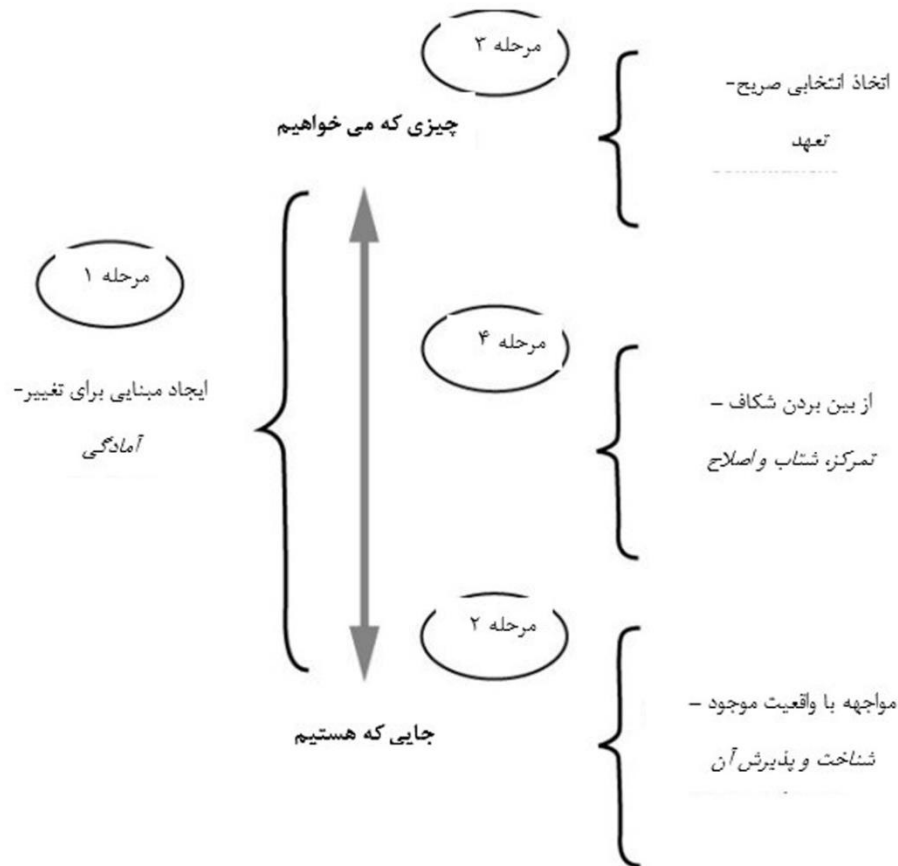 مرحله ۳
اتخاذ انتخابی صریح-
تعهد
چیزی که می خواهیم
مرحله ۱
ایجاد مبنایی برای تغییر-
آمادگی
مرحله ۴
از بین بردن شکاف –
تمرکز، شتاب و اصلاح
مرحله ۲
مواجهه با واقعیت موجود –
شناخت و پذیرش آن
جایی که هستیم